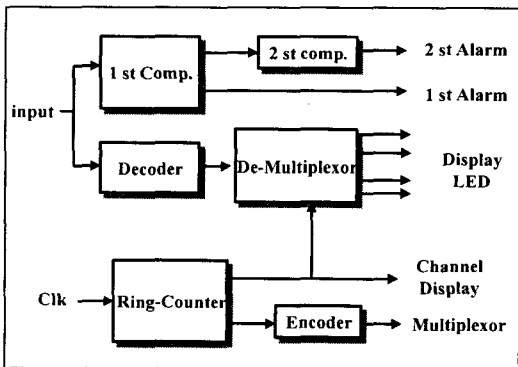 2 st comp.
2 st Alarm
1 st Comp.
1 st Alarm
input
Decoder
De-Multiplexor
Display
LED
Clk
Ring-Counter
Channel
Display
Encoder
Multiplexor